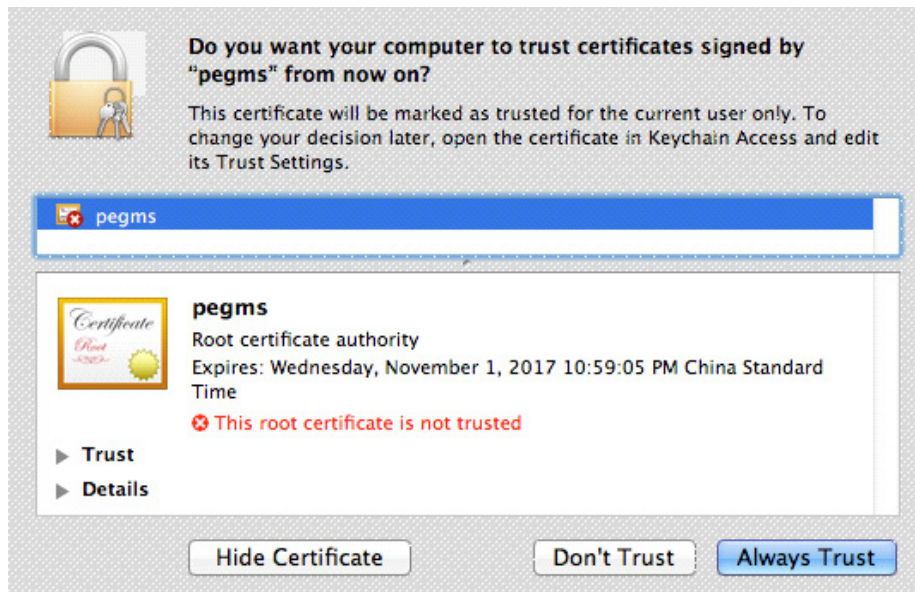 Do you want your computer to trust certificates signed by
“pegms” from now on?
This certificate will be marked as trusted for the current user only. To
change your decision later, open the certificate in Keychain Access and edit
its Trust Settings.
pegms
Certificate
Root
pegms
Root certificate authority
Expires: Wednesday, November 1, 2017 10:59:05 PM China Standard
Time
This root certificate is not trusted
Trust
Details
Hide Certificate
Don't Trust
Always Trust